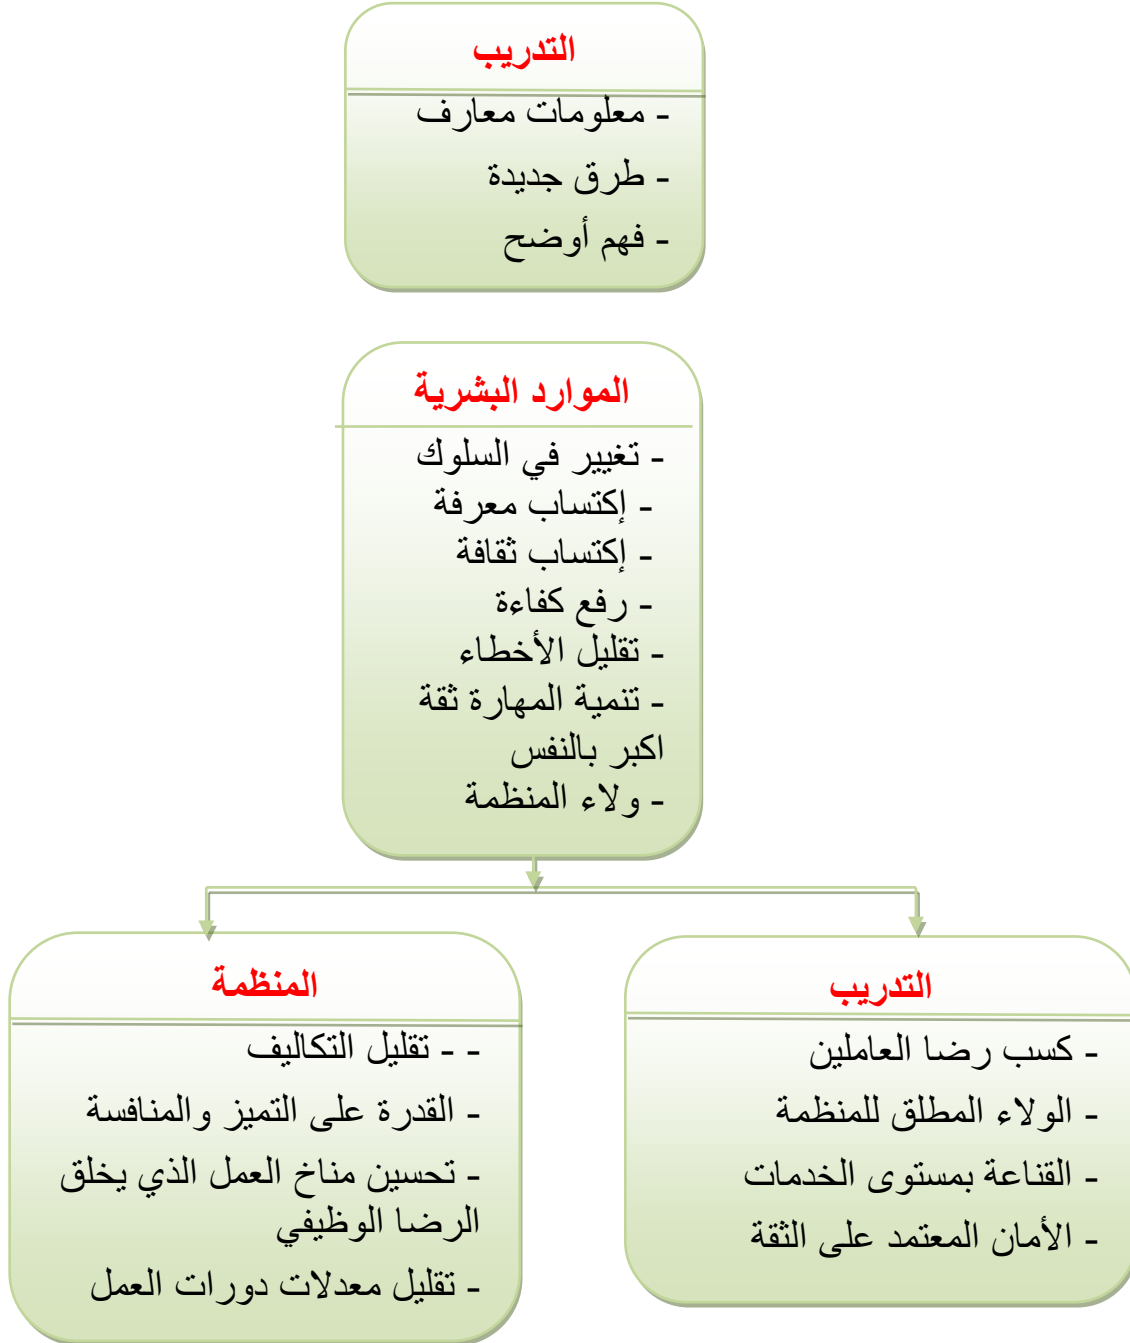 التدريب
- معلومات معارف
- طرق جديدة
- فهم أوضح
الموارد البشرية
- تغيير في السلوك
- إكتساب معرفة
- إكتساب ثقافة
- رفع كفاءة
- تقليل الأخطاء
- تنمية المهارة ثقة
اكبر بالنفس
- ولاء المنظمة
التدريب
- كسب رضا العاملين
- الولاء المطلق للمنظمة
- القناعة بمستوى الخدمات
- الأمان المعتمد على الثقة
المنظمة
- - تقليل التكاليف
- القدرة على التميز والمنافسة
- تحسين مناخ العمل الذي يخلق
الرضا الوظيفي
- تقليل معدلات دورات العمل